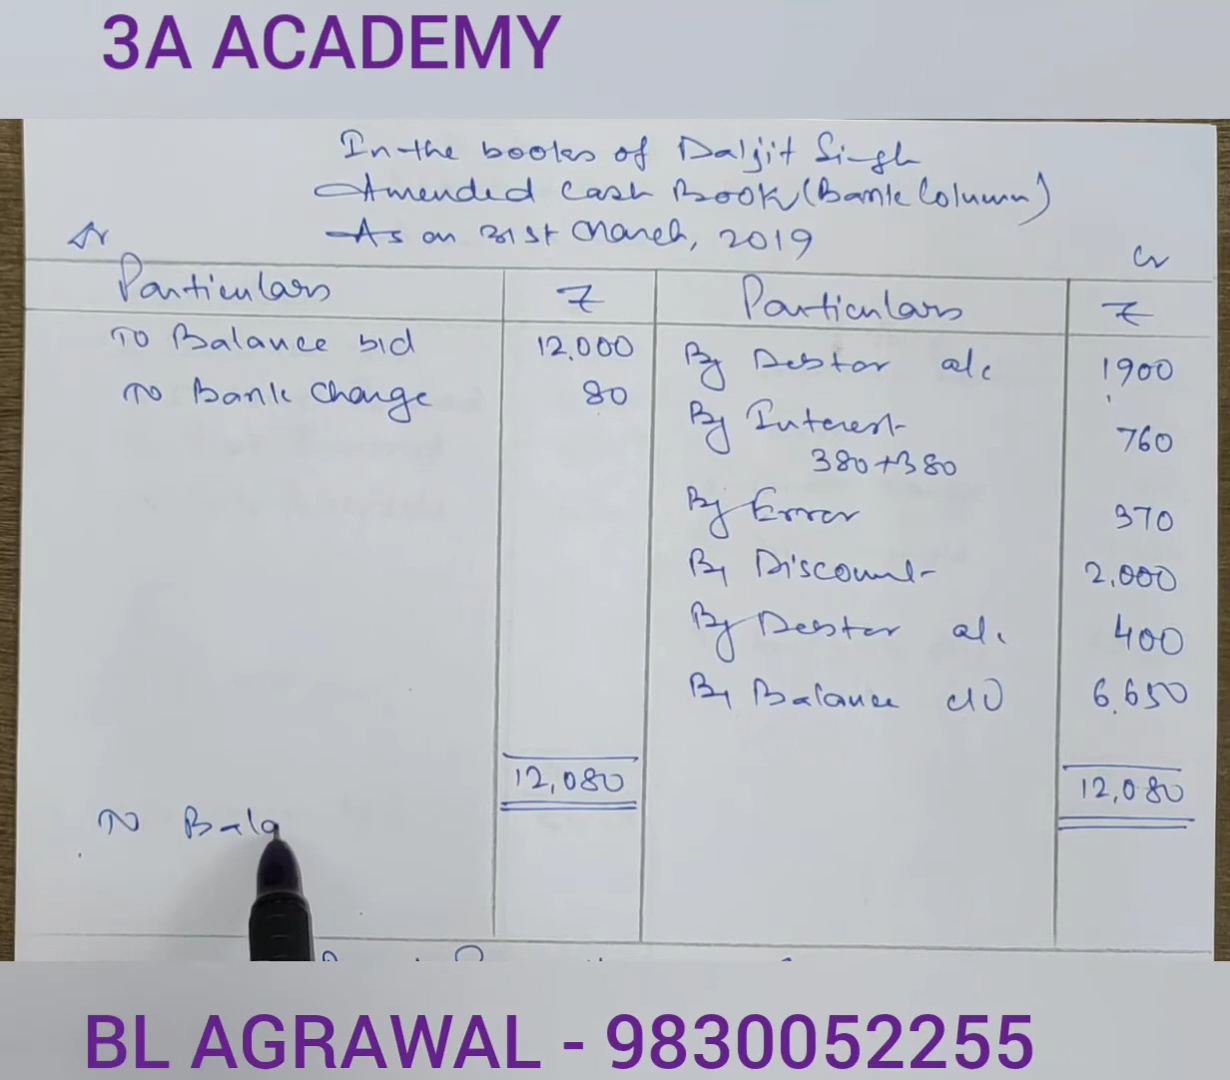 3A ACADEMY
In the books of Daljit Singh
Amended Cash Book (Bank Column)
As on 31st March, 2019
Dr
Cr
Particulars ₹ Particulars ₹
To Balance b/d 12,000 By Debtor a/c 1900
To Bank Charge 80 By Interest 760
380+380
By Error 370
By Discount 2,000
By Debtor a/c 400
By Balance c/d 6,650
12,080 12,080
To Bala
BL AGRAWAL - 9830052255